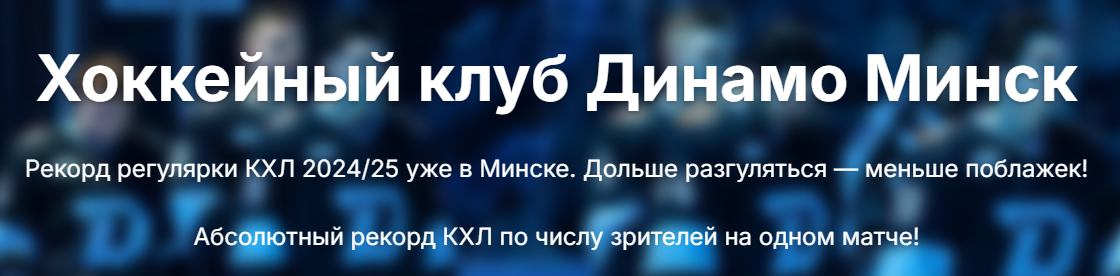 Хоккейный клуб Динамо Минск
Рекорд регулярки КХЛ 2024/25 уже в Минске. Дольше разгуляться — меньше поблажек!
Абсолютный рекорд КХЛ по числу зрителей на одном матче!